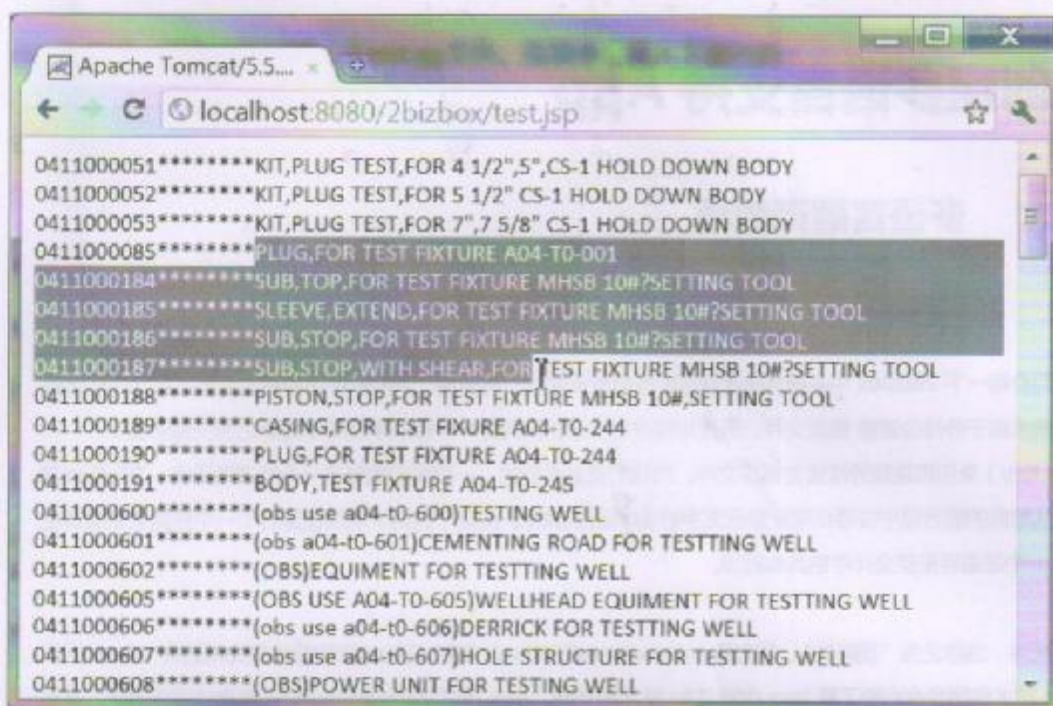 Apache Tomcat/5.5....
localhost:8080/2bizbox/test.jsp
0411000051********KIT,PLUG TEST,FOR 4 1/2",5",CS-1 HOLD DOWN BODY
0411000052********KIT,PLUG TEST,FOR 5 1/2" CS-1 HOLD DOWN BODY
0411000053********KIT,PLUG TEST,FOR 7",7 5/8" CS-1 HOLD DOWN BODY
0411000085********PLUG,FOR TEST FIXTURE A04-T0-001
0411000184********SUB,TOP,FOR TEST FIXTURE MHSB 10#?SETTING TOOL
0411000185********SLEEVE,EXTEND,FOR TEST FIXTURE MHSB 10#?SETTING TOOL
0411000186********SUB,STOP,FOR TEST FIXTURE MHSB 10#?SETTING TOOL
0411000187********SUB,STOP,WITH SHEAR,FOR TEST FIXTURE MHSB 10#?SETTING TOOL
0411000188********PISTON,STOP,FOR TEST FIXTURE MHSB 10#,SETTING TOOL
0411000189********CASING,FOR TEST FIXURE A04-T0-244
0411000190********PLUG,FOR TEST FIXTURE A04-T0-244
0411000191********BODY,TEST FIXTURE A04-T0-245
0411000600********(obs use a04-t0-600)TESTING WELL
0411000601********(obs a04-t0-601)CEMENTING ROAD FOR TESTTING WELL
0411000602********(OBS)EQUIMENT FOR TESTTING WELL
0411000605********(OBS USE A04-T0-605)WELLHEAD EQUIMENT FOR TESTTING WELL
0411000606********(obs use a04-t0-606)DERRICK FOR TESTTING WELL
0411000607********(obs use a04-t0-607)HOLE STRUCTURE FOR TESTTING WELL
0411000608********(OBS)POWER UNIT FOR TESTING WELL